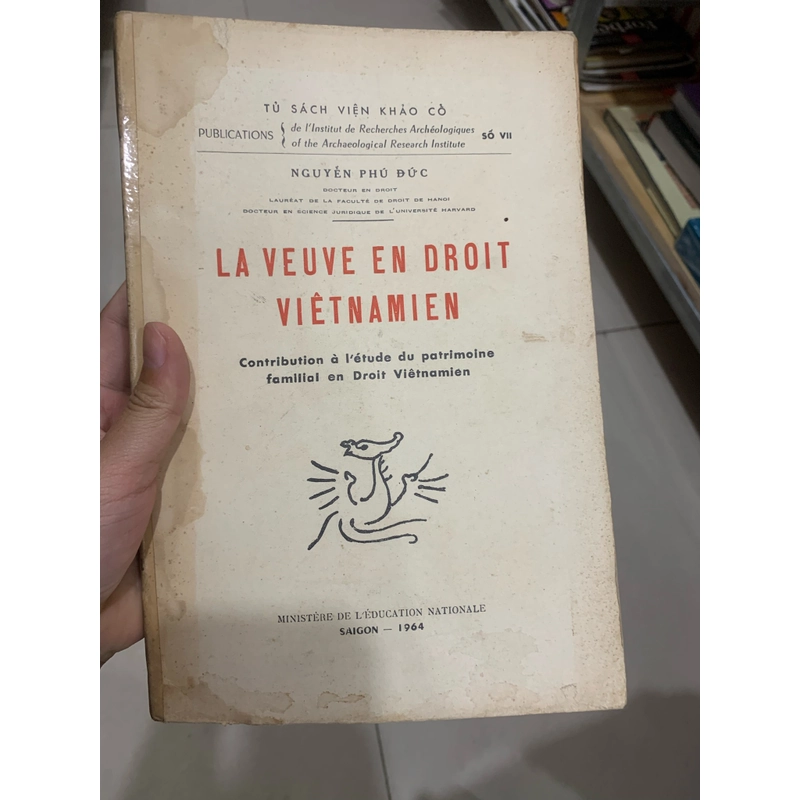 TỦ SÁCH VIỆN KHẢO CỔ
PUBLICATIONS { de l'Institut de Recherches Archéologiques
of the Archaeological Research Institute SỐ VII
NGUYỄN PHÚ ĐỨC
DOCTEUR EN DROIT
LAURÉAT DE LA FACULTÉ DE DROIT DE HANOI
DOCTEUR EN SCIENCE JURIDIQUE DE L'UNIVERSITÉ HARVARD
LA VEUVE EN DROIT
VIÊTNAMIEN
Contribution à l'étude du patrimoine
familial en Droit Viêtnamien
MINISTÈRE DE L'ÉDUCATION NATIONALE
SAIGON — 1964
Forbes